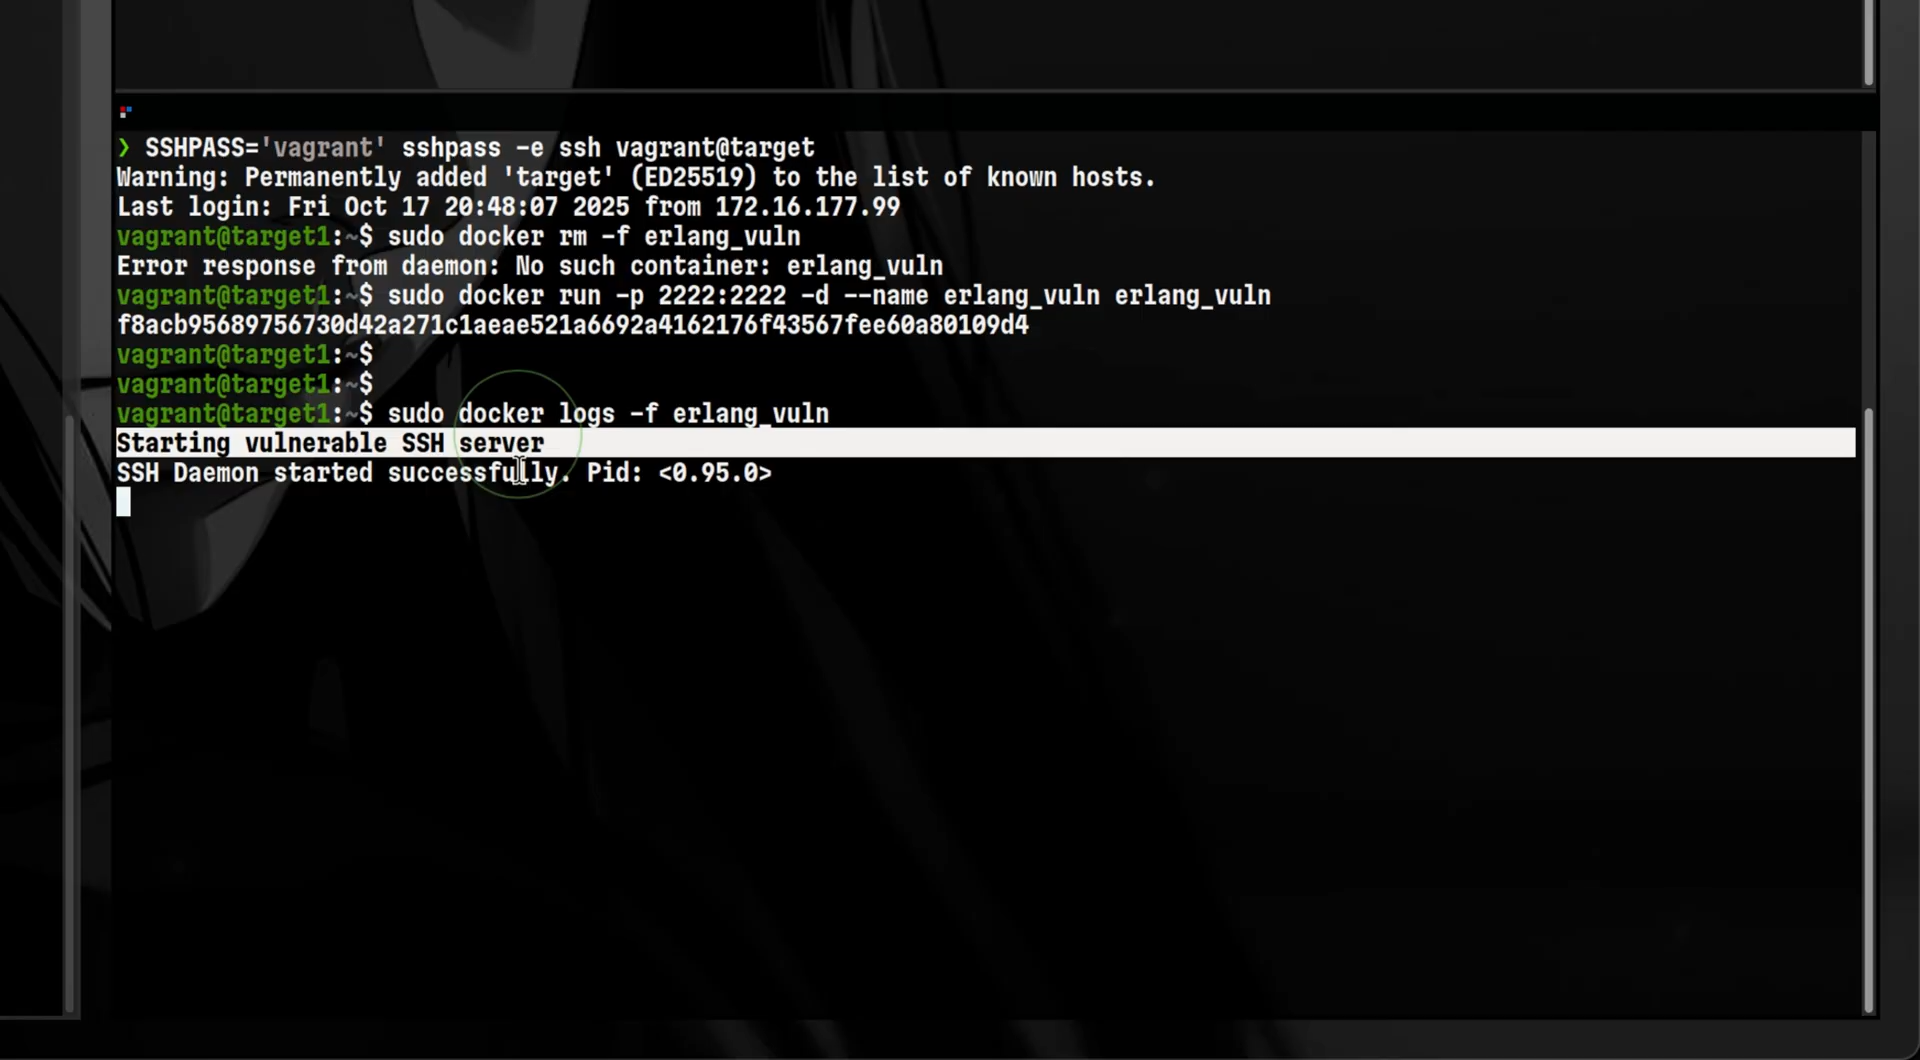 ❯ SSHPASS='vagrant' sshpass -e ssh vagrant@target
Warning: Permanently added 'target' (ED25519) to the list of known hosts.
Last login: Fri Oct 17 20:48:07 2025 from 172.16.177.99
vagrant@target1:~$ sudo docker rm -f erlang_vuln
Error response from daemon: No such container: erlang_vuln
vagrant@target1:~$ sudo docker run -p 2222:2222 -d --name erlang_vuln erlang_vuln
f8acb95689756730d42a271c1aeae521a6692a4162176f43567fee60a80109d4
vagrant@target1:~$
vagrant@target1:~$
vagrant@target1:~$ sudo docker logs -f erlang_vuln
Starting vulnerable SSH server
SSH Daemon started successfully. Pid: <0.95.0>